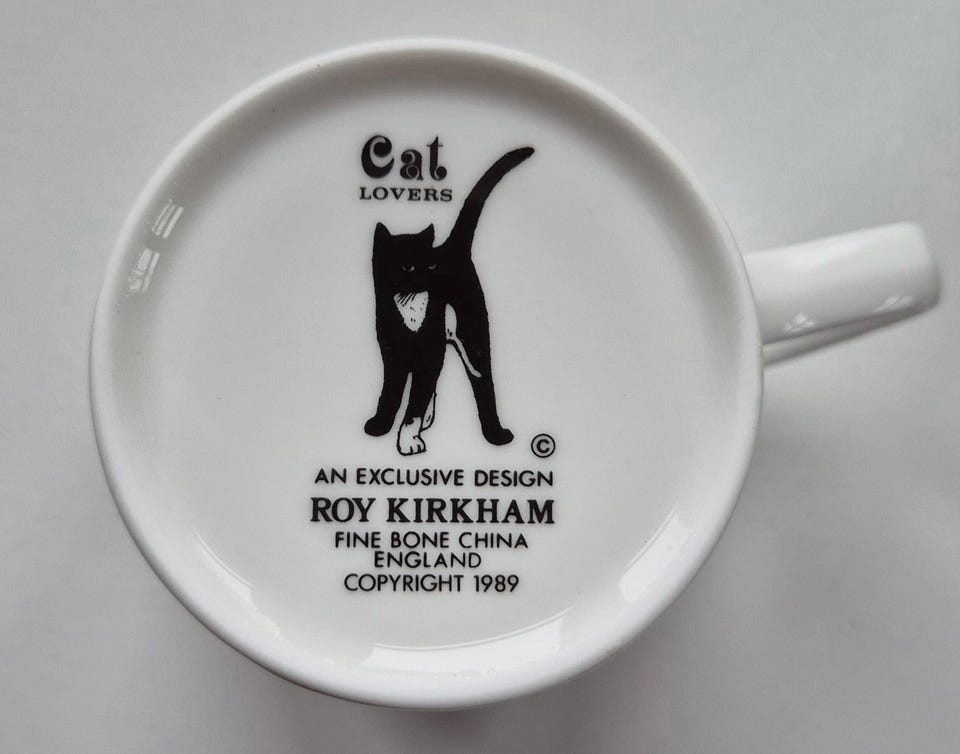 Cat
LOVERS
©
AN EXCLUSIVE DESIGN
ROY KIRKHAM
FINE BONE CHINA
ENGLAND
COPYRIGHT 1989